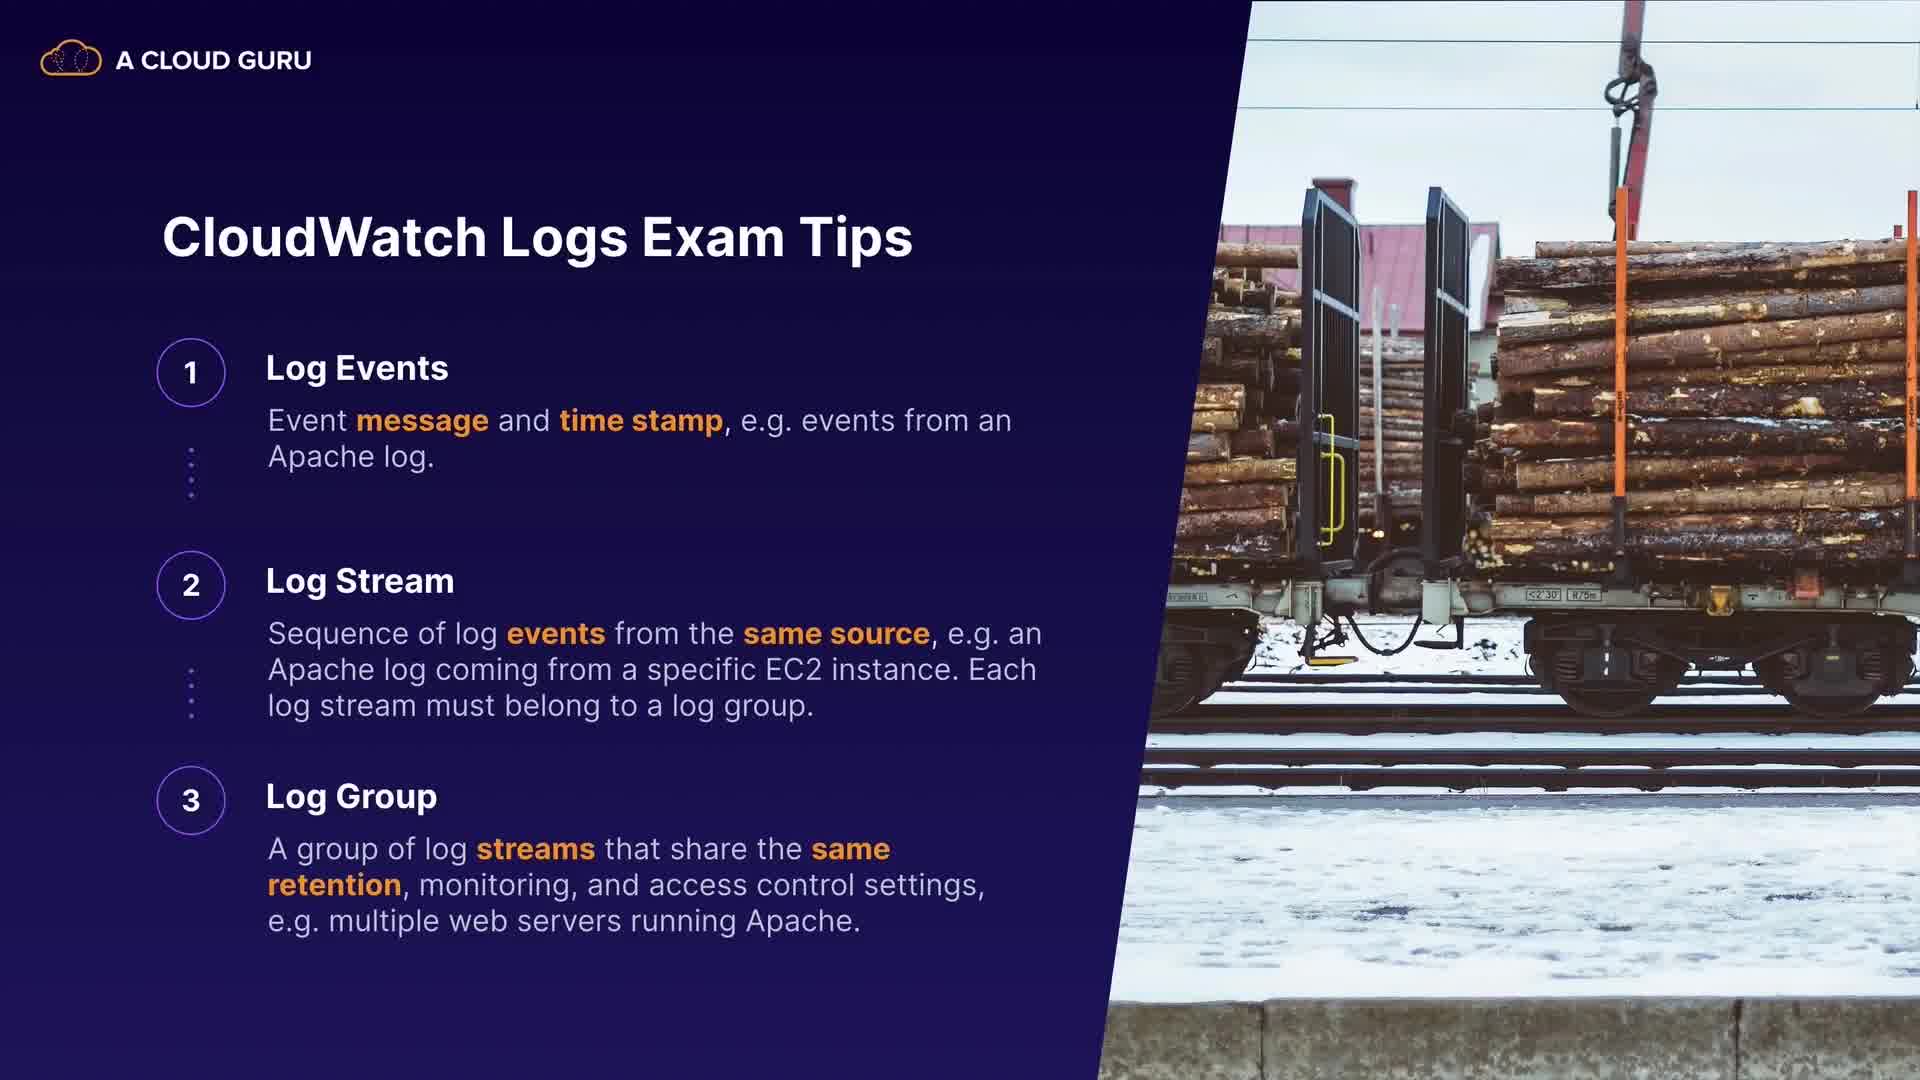 A CLOUD GURU
CloudWatch Logs Exam Tips
1
Log Events
Event message and time stamp, e.g. events from an
Apache log.
2
Log Stream
Sequence of log events from the same source, e.g. an
Apache log coming from a specific EC2 instance. Each
log stream must belong to a log group.
3
Log Group
A group of log streams that share the same
retention, monitoring, and access control settings,
e.g. multiple web servers running Apache.
<2'30' R75m